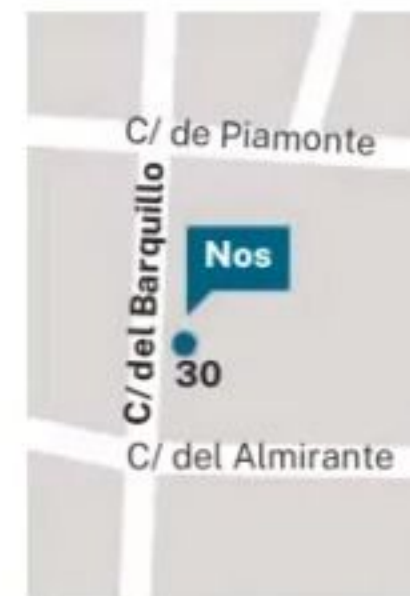 C/ de Piamonte
C/ del Barquillo
Nos
30
C/ del Almirante